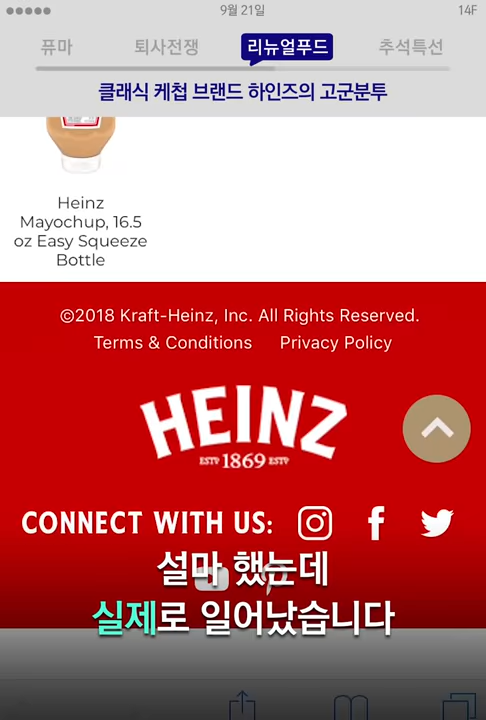 9월 21일
14F
퓨마
퇴사전쟁
리뉴얼푸드
추석특선
클래식 케첩 브랜드 하인즈의 고군분투
Heinz
Mayochup, 16.5
oz Easy Squeeze
Bottle
©2018 Kraft-Heinz, Inc. All Rights Reserved.
Terms & Conditions Privacy Policy
HEINZ
ESTD 1869 ESTD
CONNECT WITH US:
설마 했는데
실제로 일어났습니다